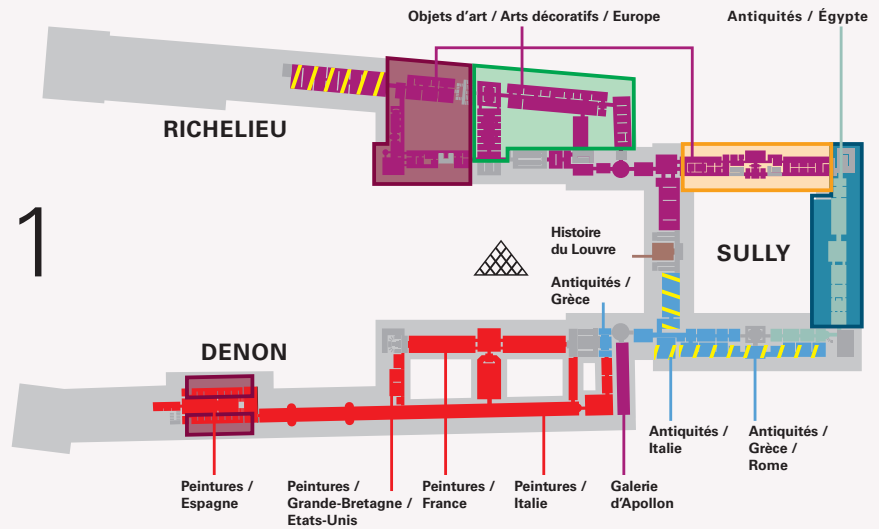 Objets d'art / Arts décoratifs / Europe
Antiquités / Égypte
RICHELIEU
1
Histoire
du Louvre
SULLY
Antiquités /
Grèce
DENON
Antiquités /
Italie
Antiquités /
Grèce /
Rome
Peintures /
Espagne
Peintures /
Grande-Bretagne /
Etats-Unis
Peintures /
France
Peintures /
Italie
Galerie
d'Apollon